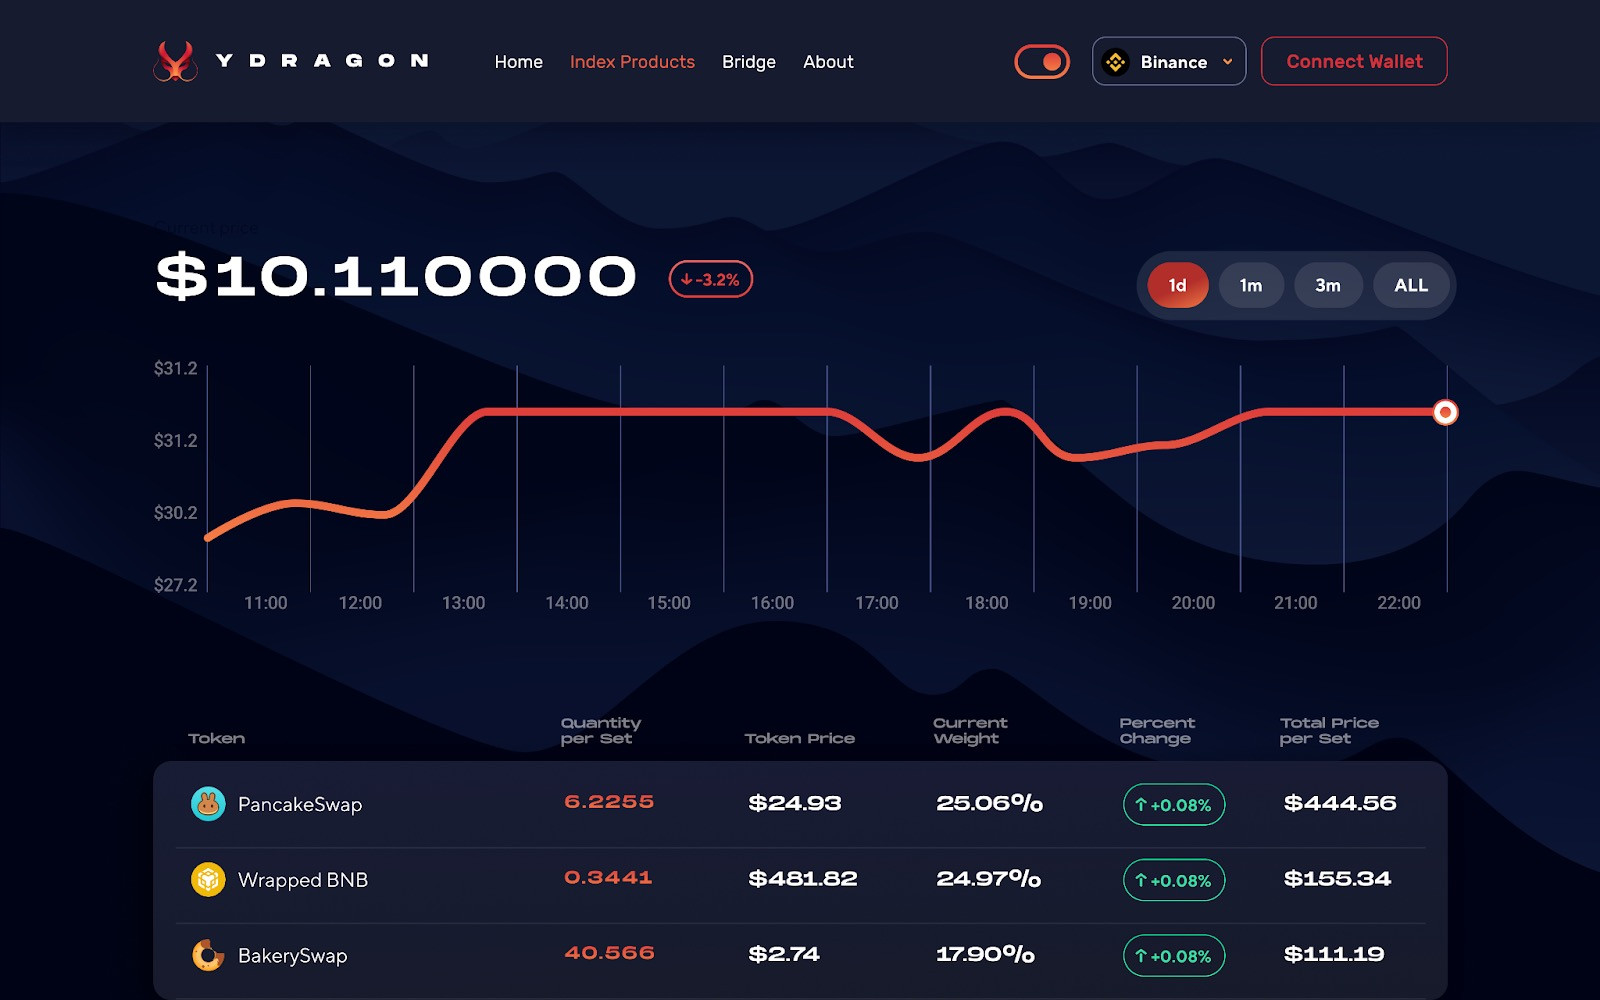 YDRAGON Home Index Products Bridge About Binance Connect Wallet
Current price
$10.110000 ↓-3.2% 1d 1m 3m ALL
$31.2
$31.2
$30.2
$27.2
11:00 12:00 13:00 14:00 15:00 16:00 17:00 18:00 19:00 20:00 21:00 22:00
Token Quantity per Set Token Price Current Weight Percent Change Total Price per Set
PancakeSwap 6.2255 $24.93 25.06% ↑+0.08% $444.56
Wrapped BNB 0.3441 $481.82 24.97% ↑+0.08% $155.34
BakerySwap 40.566 $2.74 17.90% ↑+0.08% $111.19